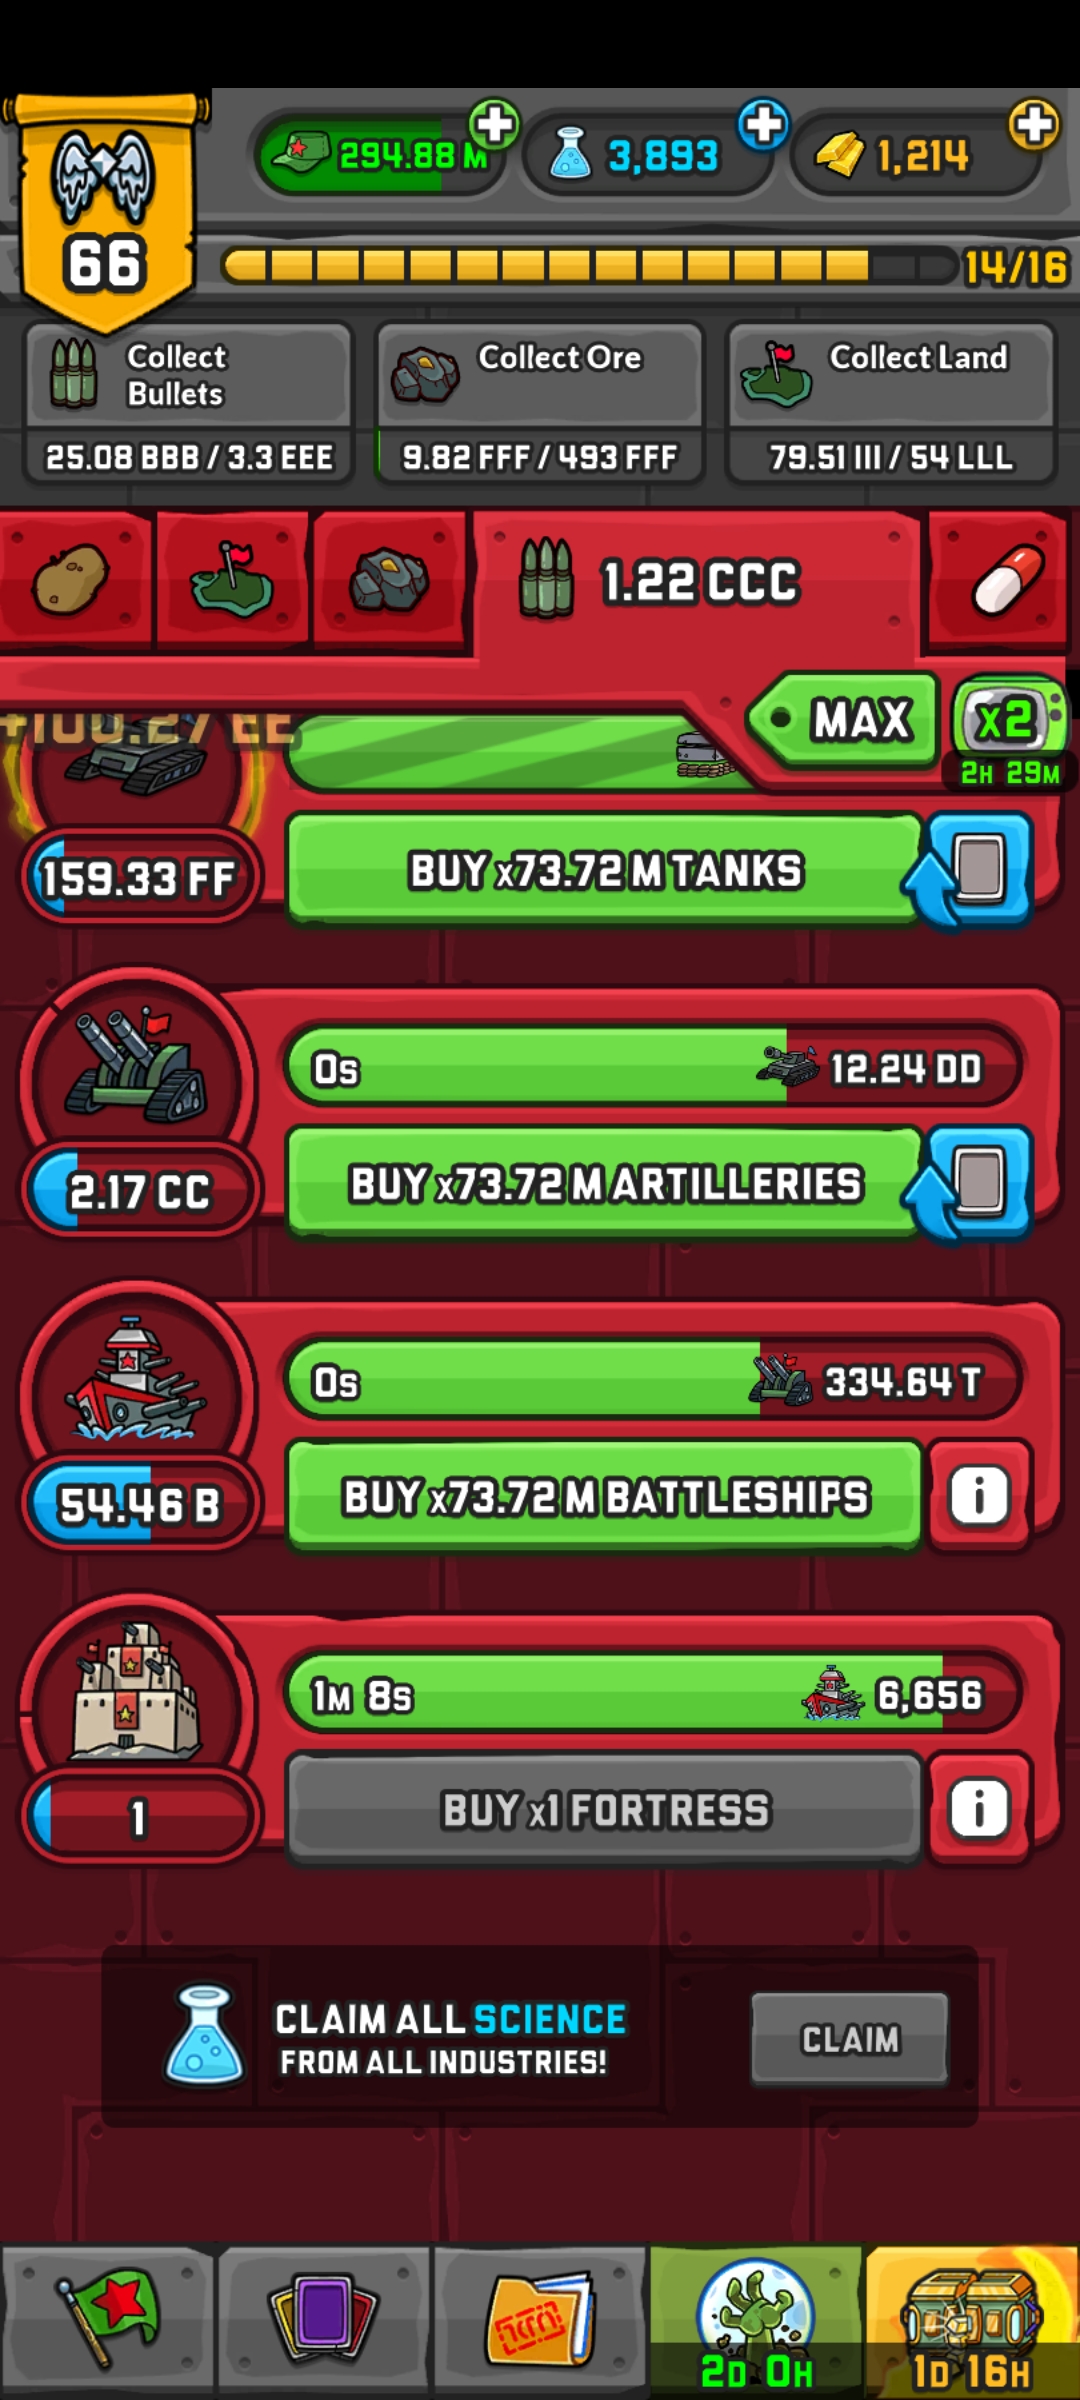 294.88 M
3,893
1,214
66
14/16
Collect
Bullets
Collect Ore
Collect Land
25.08 BBB / 3.3 EEE
9.82 FFF / 493 FFF
79.51 III / 54 LLL
1.22 CCC
MAX
x2
2H 29M
+100.27 EE
159.33 FF
BUY x73.72 M TANKS
0s
12.24 DD
2.17 CC
BUY x73.72 M ARTILLERIES
0s
334.64 T
54.46 B
BUY x73.72 M BATTLESHIPS
i
1M 8s
6,656
1
BUY x1 FORTRESS
i
CLAIM ALL SCIENCE
FROM ALL INDUSTRIES!
CLAIM
2D 0H
1D 16H